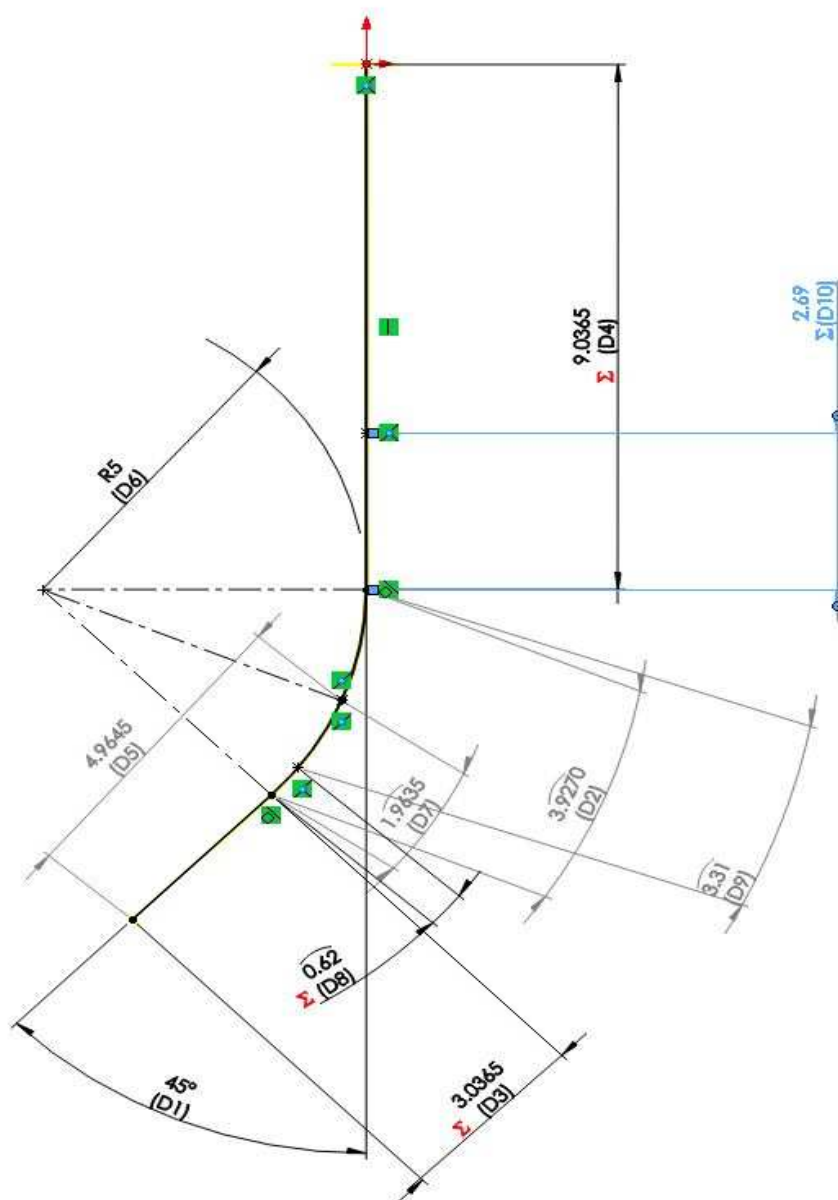 2.69
Σ(D10)
9.0365
Σ (D4)
R5
(D6)
4.9645
(D5)
1.9635
(D7)
3.9270
(D2)
3.31
(D9)
0.62
Σ (D8)
45°
(D1)
3.0365
Σ (D3)